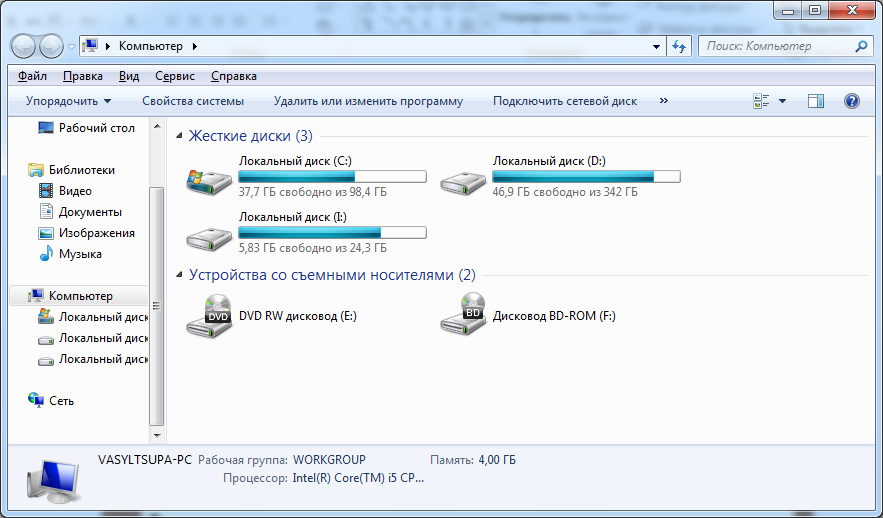 Компьютер
Поиск: Компьютер
Файл Правка Вид Сервис Справка
Упорядочить Свойства системы Удалить или изменить программу Подключить сетевой диск »
Рабочий стол
Библиотеки
Видео
Документы
Изображения
Музыка
Компьютер
Локальный диск
Локальный диск
Локальный диск
Сеть
Жесткие диски (3)
Локальный диск (C:)
37,7 ГБ свободно из 98,4 ГБ
Локальный диск (D:)
46,9 ГБ свободно из 342 ГБ
Локальный диск (I:)
5,83 ГБ свободно из 24,3 ГБ
Устройства со съемными носителями (2)
DVD
DVD RW дисковод (E:)
BD
Дисковод BD-ROM (F:)
VASYLTSUPA-PC Рабочая группа: WORKGROUP Память: 4,00 ГБ
Процессор: Intel(R) Core(TM) i5 CP...